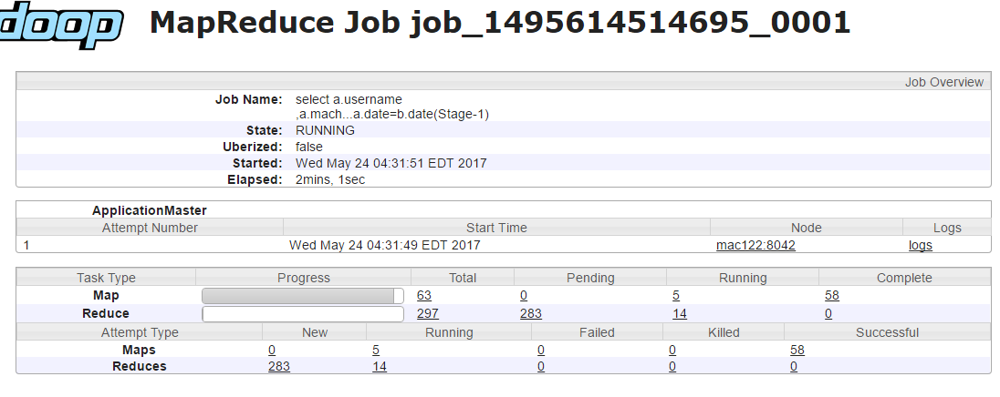 doop MapReduce Job job_1495614514695_0001
Job Overview
Job Name: select a.username
,a.mach...a.date=b.date(Stage-1)
State: RUNNING
Uberized: false
Started: Wed May 24 04:31:51 EDT 2017
Elapsed: 2mins, 1sec
ApplicationMaster
Attempt Number Start Time Node Logs
1 Wed May 24 04:31:49 EDT 2017 mac122:8042 logs
Task Type Progress Total Pending Running Complete
Map 63 0 5 58
Reduce 297 283 14 0
Attempt Type New Running Failed Killed Successful
Maps 0 5 0 0 58
Reduces 283 14 0 0 0